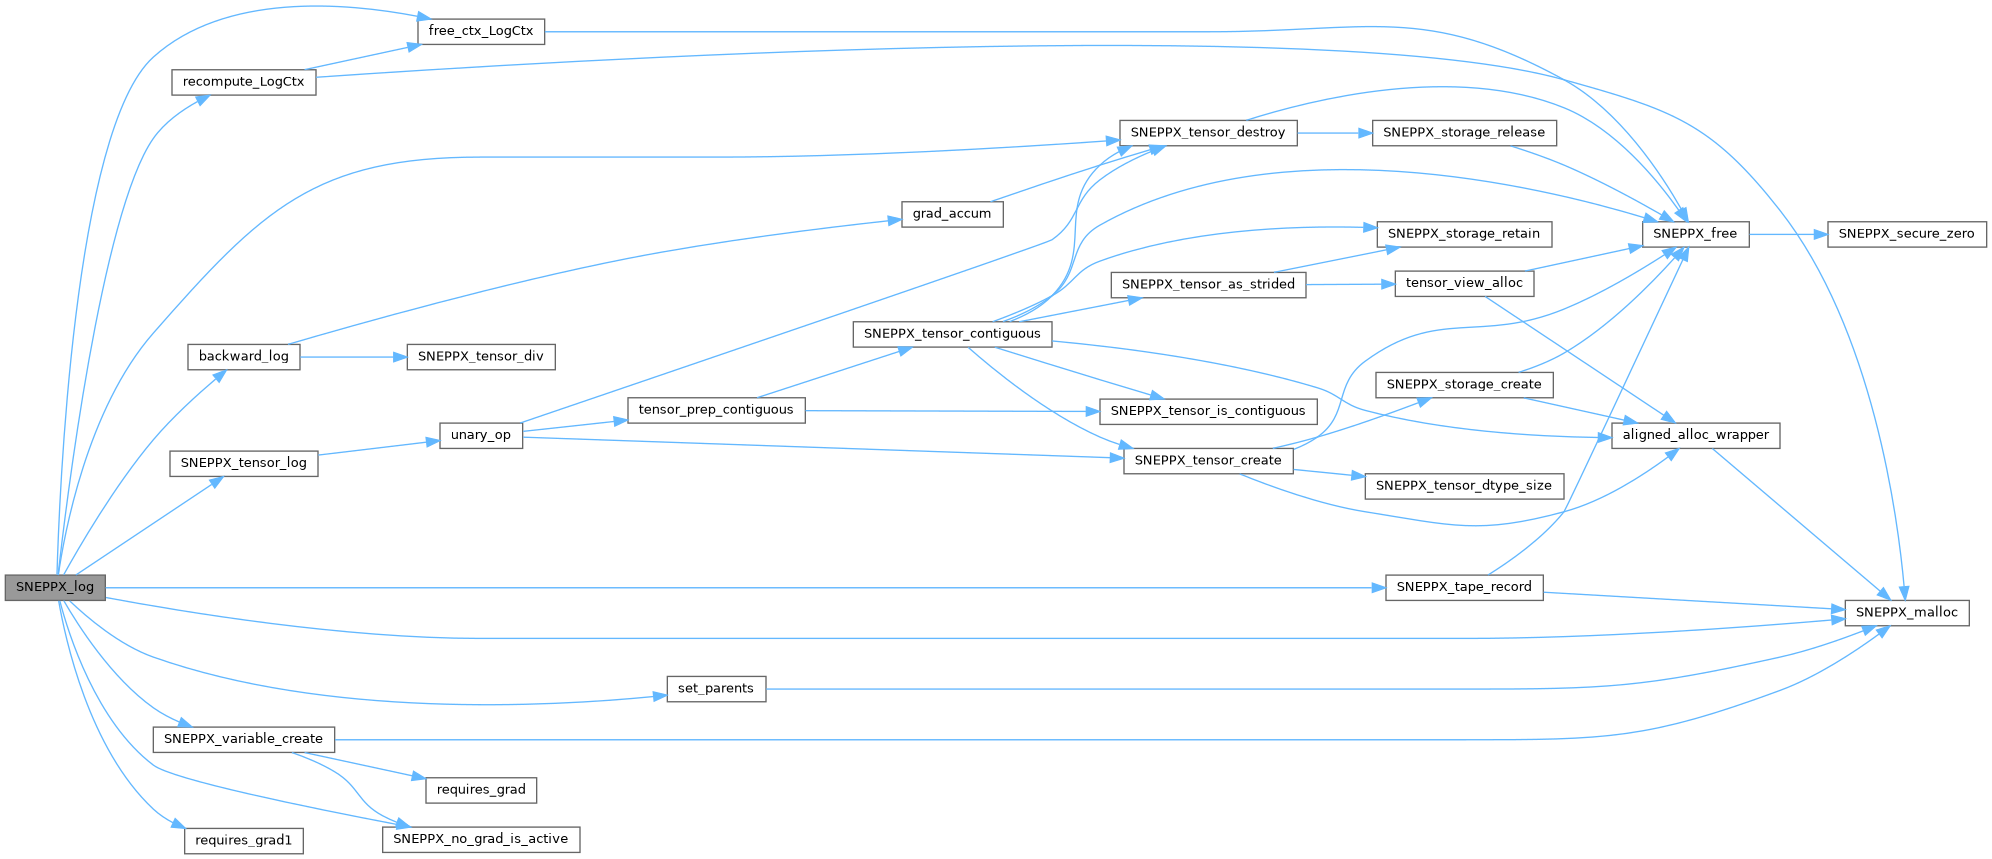 free_ctx_LogCtx
recompute_LogCtx
SNEPPX_tensor_destroy
SNEPPX_storage_release
grad_accum
SNEPPX_storage_retain
SNEPPX_free
SNEPPX_secure_zero
SNEPPX_tensor_as_strided
tensor_view_alloc
SNEPPX_tensor_contiguous
backward_log
SNEPPX_tensor_div
SNEPPX_storage_create
tensor_prep_contiguous
SNEPPX_tensor_is_contiguous
unary_op
aligned_alloc_wrapper
SNEPPX_tensor_log
SNEPPX_tensor_create
SNEPPX_tensor_dtype_size
SNEPPX_log
SNEPPX_tape_record
SNEPPX_malloc
set_parents
SNEPPX_variable_create
requires_grad
requires_grad1
SNEPPX_no_grad_is_active